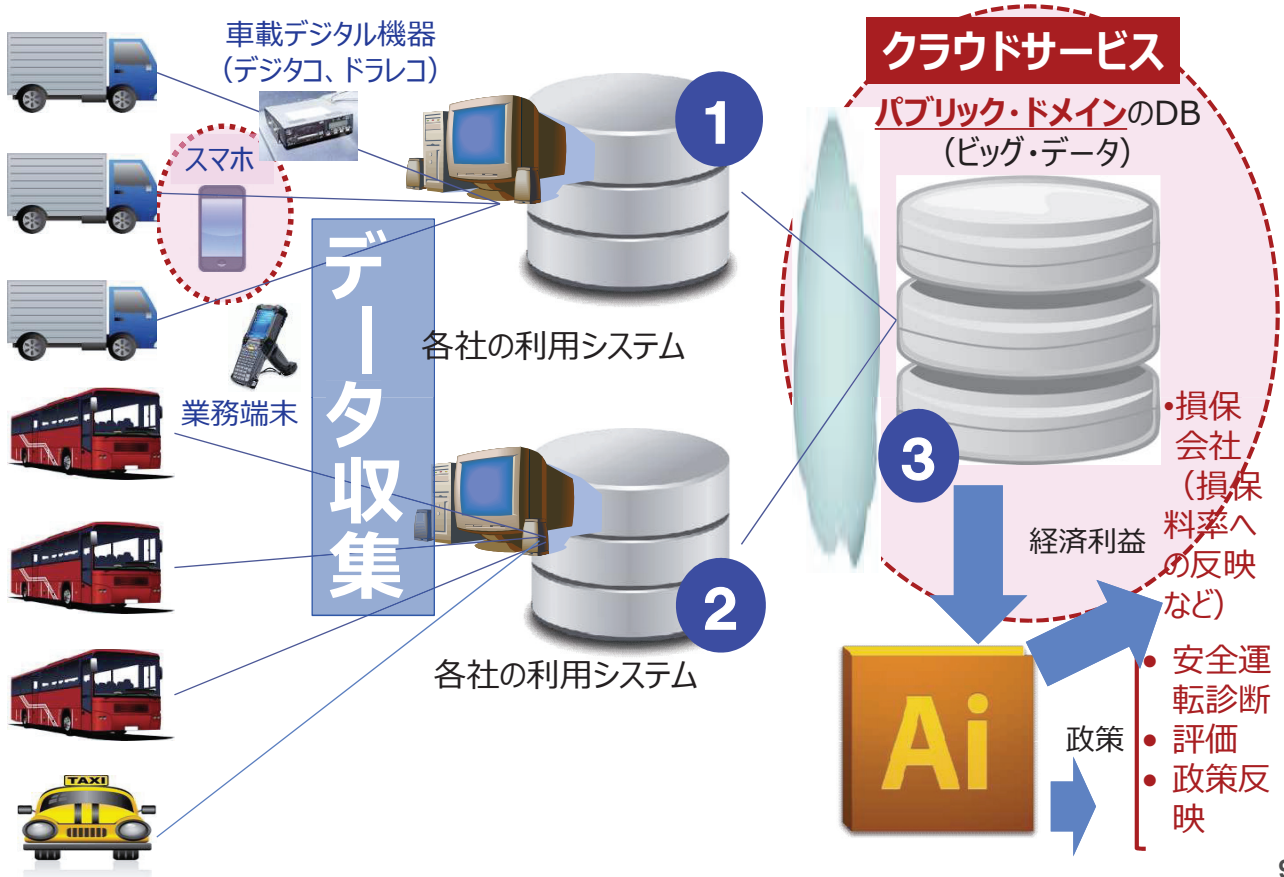 車載デジタル機器
（デジタコ、ドラレコ）
スマホ
データ収集
業務端末
1
各社の利用システム
2
各社の利用システム
クラウドサービス
パブリック・ドメインのDB
（ビッグ・データ）
3
経済利益
•損保
会社
（損保
料率へ
の反映
など）
Ai
政策
• 安全運
転診断
• 評価
• 政策反
映
TAXI
9